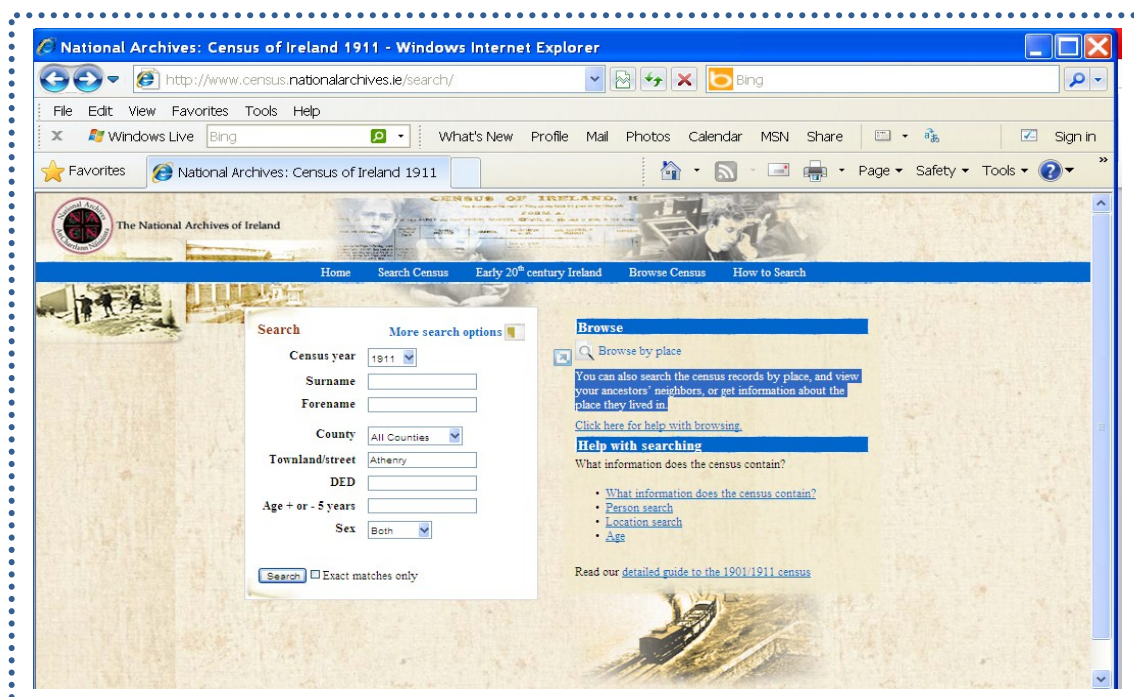 National Archives: Census of Ireland 1911 - Windows Internet Explorer
http://www.census.nationalarchives.ie/search/
Bing
File Edit View Favorites Tools Help
X Windows Live Bing What's New Profile Mail Photos Calendar MSN Share Sign in
Favorites National Archives: Census of Ireland 1911 Page Safety Tools
The National Archives of Ireland
CENSUS OF IRELAND,
FORM A.
Home Search Census Early 20th century Ireland Browse Census How to Search
Search More search options
Census year 1911
Surname
Forename
County All Counties
Townland/street Athenry
DED
Age + or - 5 years
Sex Both
Search Exact matches only
Browse
Browse by place
You can also search the census records by place, and view
your ancestors' neighbors, or get information about the
place they lived in.
Click here for help with browsing.
Help with searching
What information does the census contain?
• What information does the census contain?
• Person search
• Location search
• Age
Read our detailed guide to the 1901/1911 census